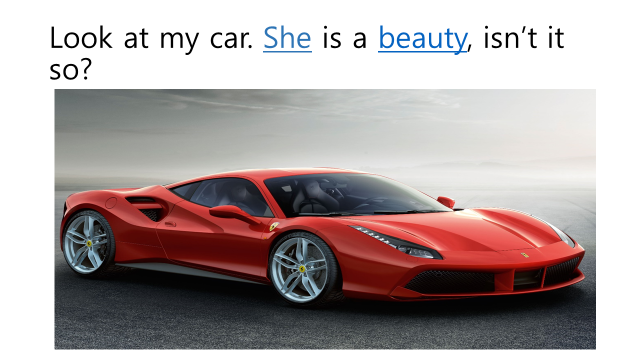 Look at my car. She is a beauty, isn’t it
so?